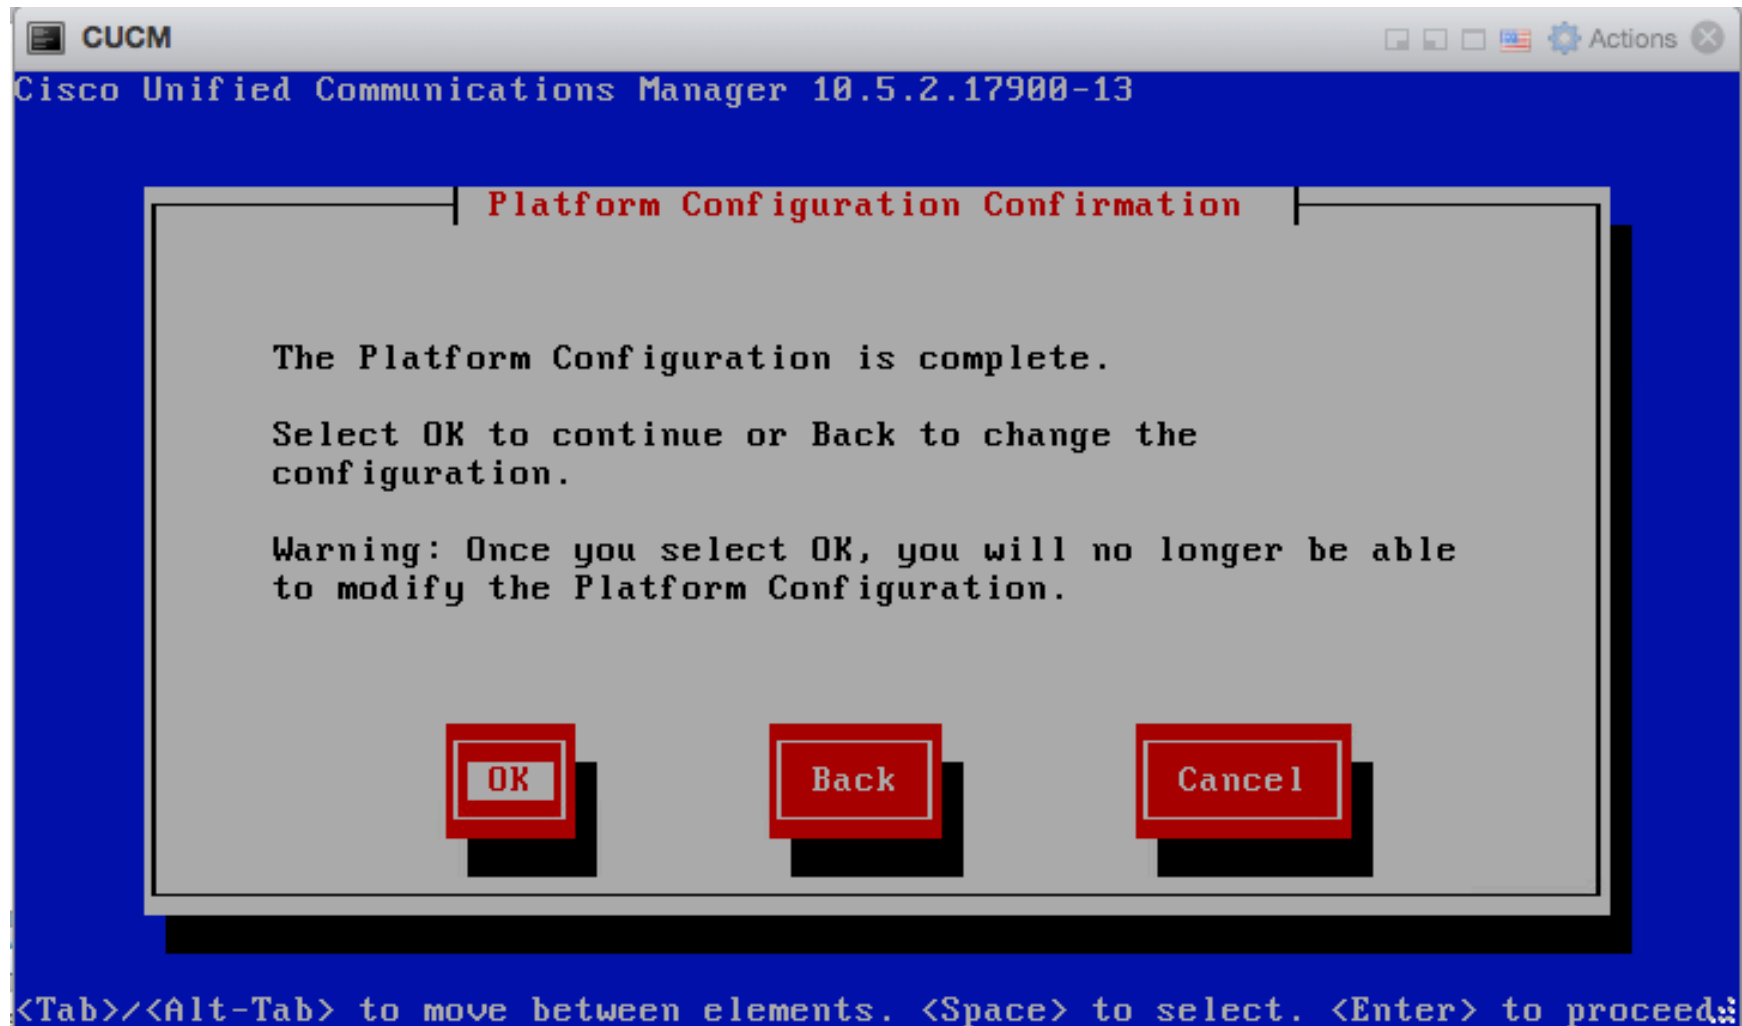 CUCM
Actions
Cisco Unified Communications Manager 10.5.2.17900-13
Platform Configuration Confirmation
The Platform Configuration is complete.
Select OK to continue or Back to change the
configuration.
Warning: Once you select OK, you will no longer be able
to modify the Platform Configuration.
OK
Back
Cancel
<Tab>/<Alt-Tab> to move between elements. <Space> to select. <Enter> to proceed